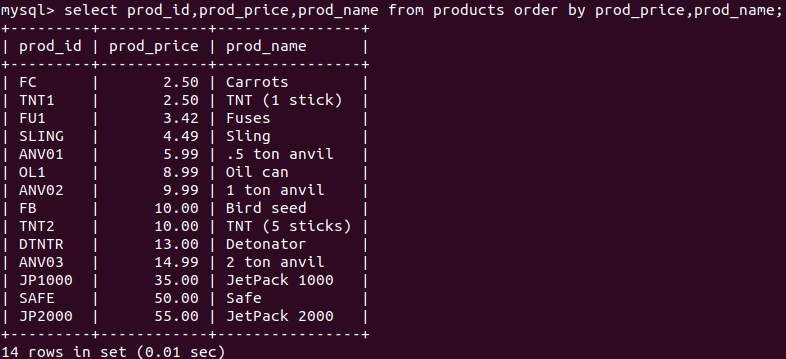 mysql> select prod_id,prod_price,prod_name from products order by prod_price,prod_name;
+---------+------------+----------------+
| prod_id | prod_price | prod_name      |
+---------+------------+----------------+
| FC      |       2.50 | Carrots        |
| TNT1    |       2.50 | TNT (1 stick)  |
| FU1     |       3.42 | Fuses          |
| SLING   |       4.49 | Sling          |
| ANV01   |       5.99 | .5 ton anvil   |
| OL1     |       8.99 | Oil can        |
| ANV02   |       9.99 | 1 ton anvil    |
| FB      |      10.00 | Bird seed      |
| TNT2    |      10.00 | TNT (5 sticks) |
| DTNTR   |      13.00 | Detonator      |
| ANV03   |      14.99 | 2 ton anvil    |
| JP1000  |      35.00 | JetPack 1000   |
| SAFE    |      50.00 | Safe           |
| JP2000  |      55.00 | JetPack 2000   |
+---------+------------+----------------+
14 rows in set (0.01 sec)